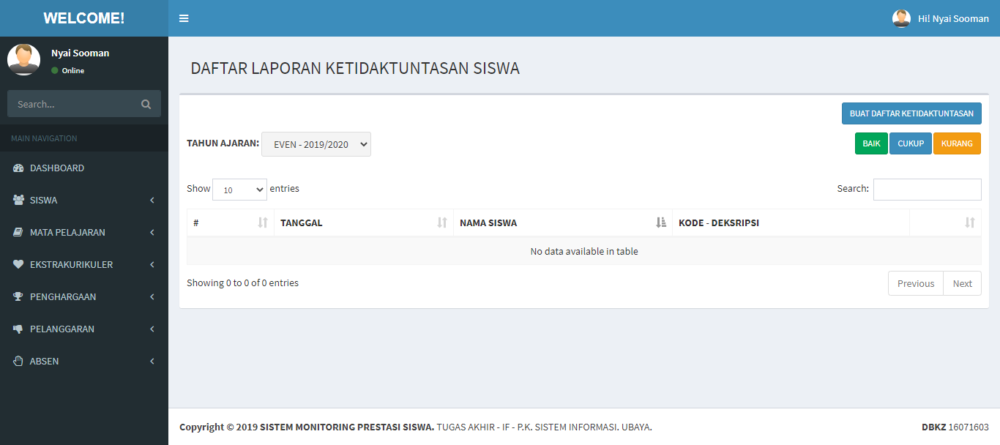 WELCOME!
Hi! Nyai Sooman
Nyai Sooman
Online
Search...
MAIN NAVIGATION
DASHBOARD
SISWA
MATA PELAJARAN
EKSTRAKURIKULER
PENGHARGAAN
PELANGGARAN
ABSEN
DAFTAR LAPORAN KETIDAKTUNTASAN SISWA
BUAT DAFTAR KETIDAKTUNTASAN
TAHUN AJARAN: EVEN - 2019/2020
BAIK CUKUP KURANG
Show 10 entries
Search:
# TANGGAL NAMA SISWA KODE - DEKSRIPSI
No data available in table
Showing 0 to 0 of 0 entries
Previous Next
Copyright © 2019 SISTEM MONITORING PRESTASI SISWA. TUGAS AKHIR - IF - P.K. SISTEM INFORMASI. UBAYA.
DBKZ 16071603